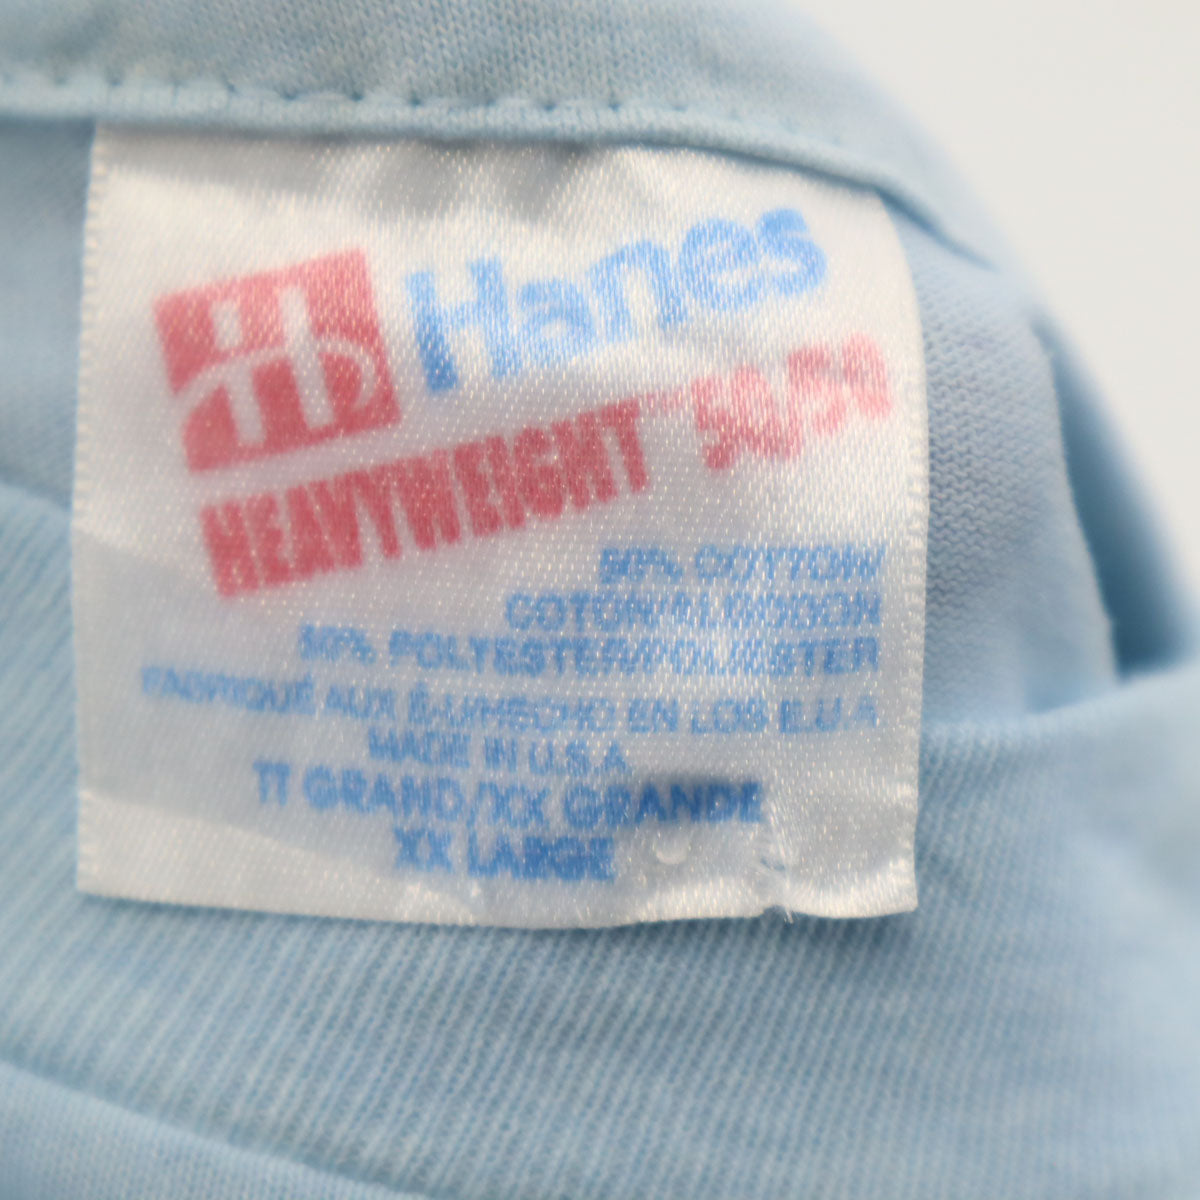 Hanes
HEAVYWEIGHT™ 50/50
50% COTTON/
COTON/ALGODON
50% POLYESTER/POLIESTER
FABRIQUÉ AUX É-U/HECHO EN LOS E.U A
MADE IN U.S.A
TT GRAND/XX GRANDE
XX LARGE